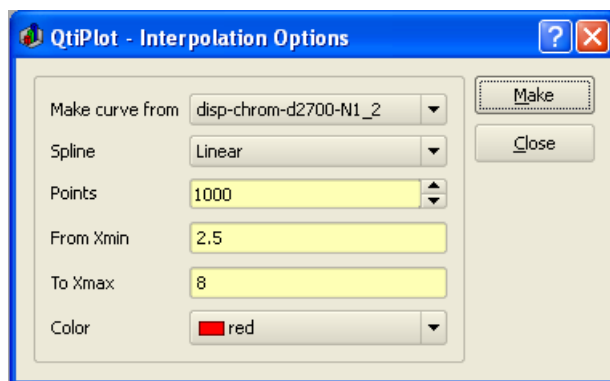 QtiPlot - Interpolation Options
Make curve from disp-chrom-d2700-N1_2
Make
Spline Linear
Close
Points 1000
From Xmin 2.5
To Xmax 8
Color red